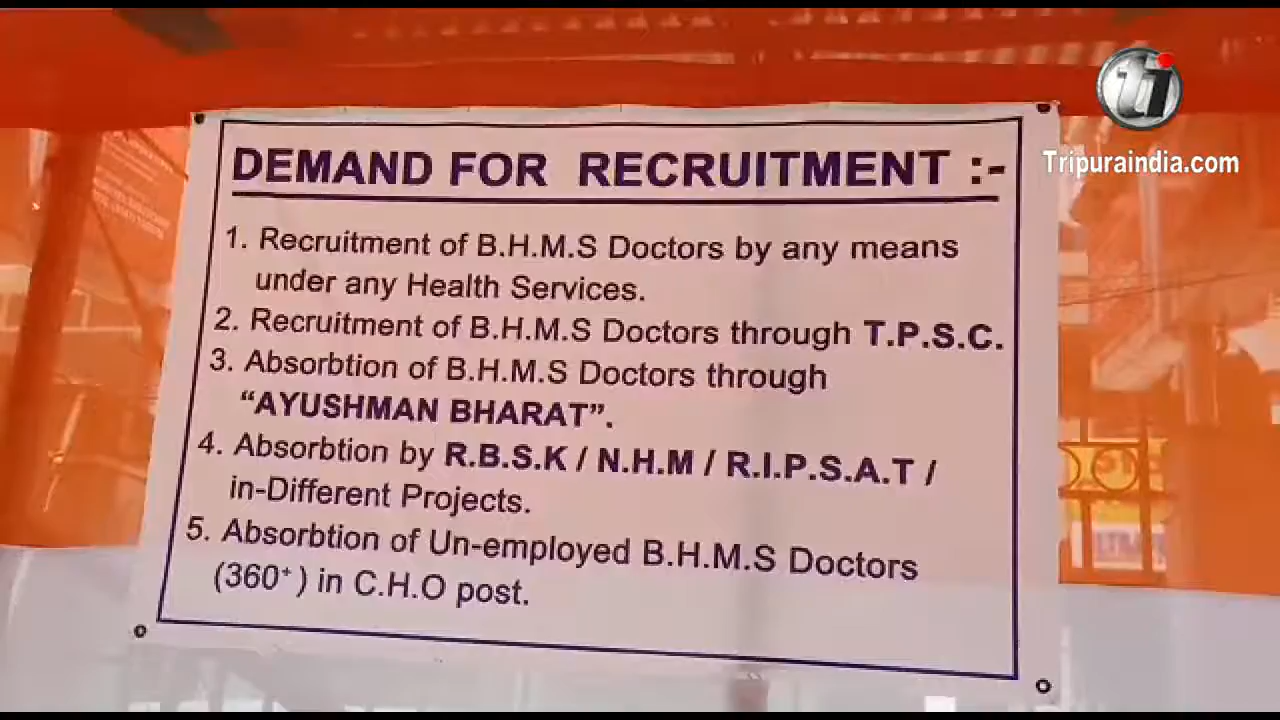 ti
Tripuraindia.com
DEMAND FOR RECRUITMENT :-
1. Recruitment of B.H.M.S Doctors by any means
under any Health Services.
2. Recruitment of B.H.M.S Doctors through T.P.S.C.
3. Absorbtion of B.H.M.S Doctors through
“AYUSHMAN BHARAT”.
4. Absorbtion by R.B.S.K / N.H.M / R.I.P.S.A.T /
in-Different Projects.
5. Absorbtion of Un-employed B.H.M.S Doctors
(360⁺) in C.H.O post.